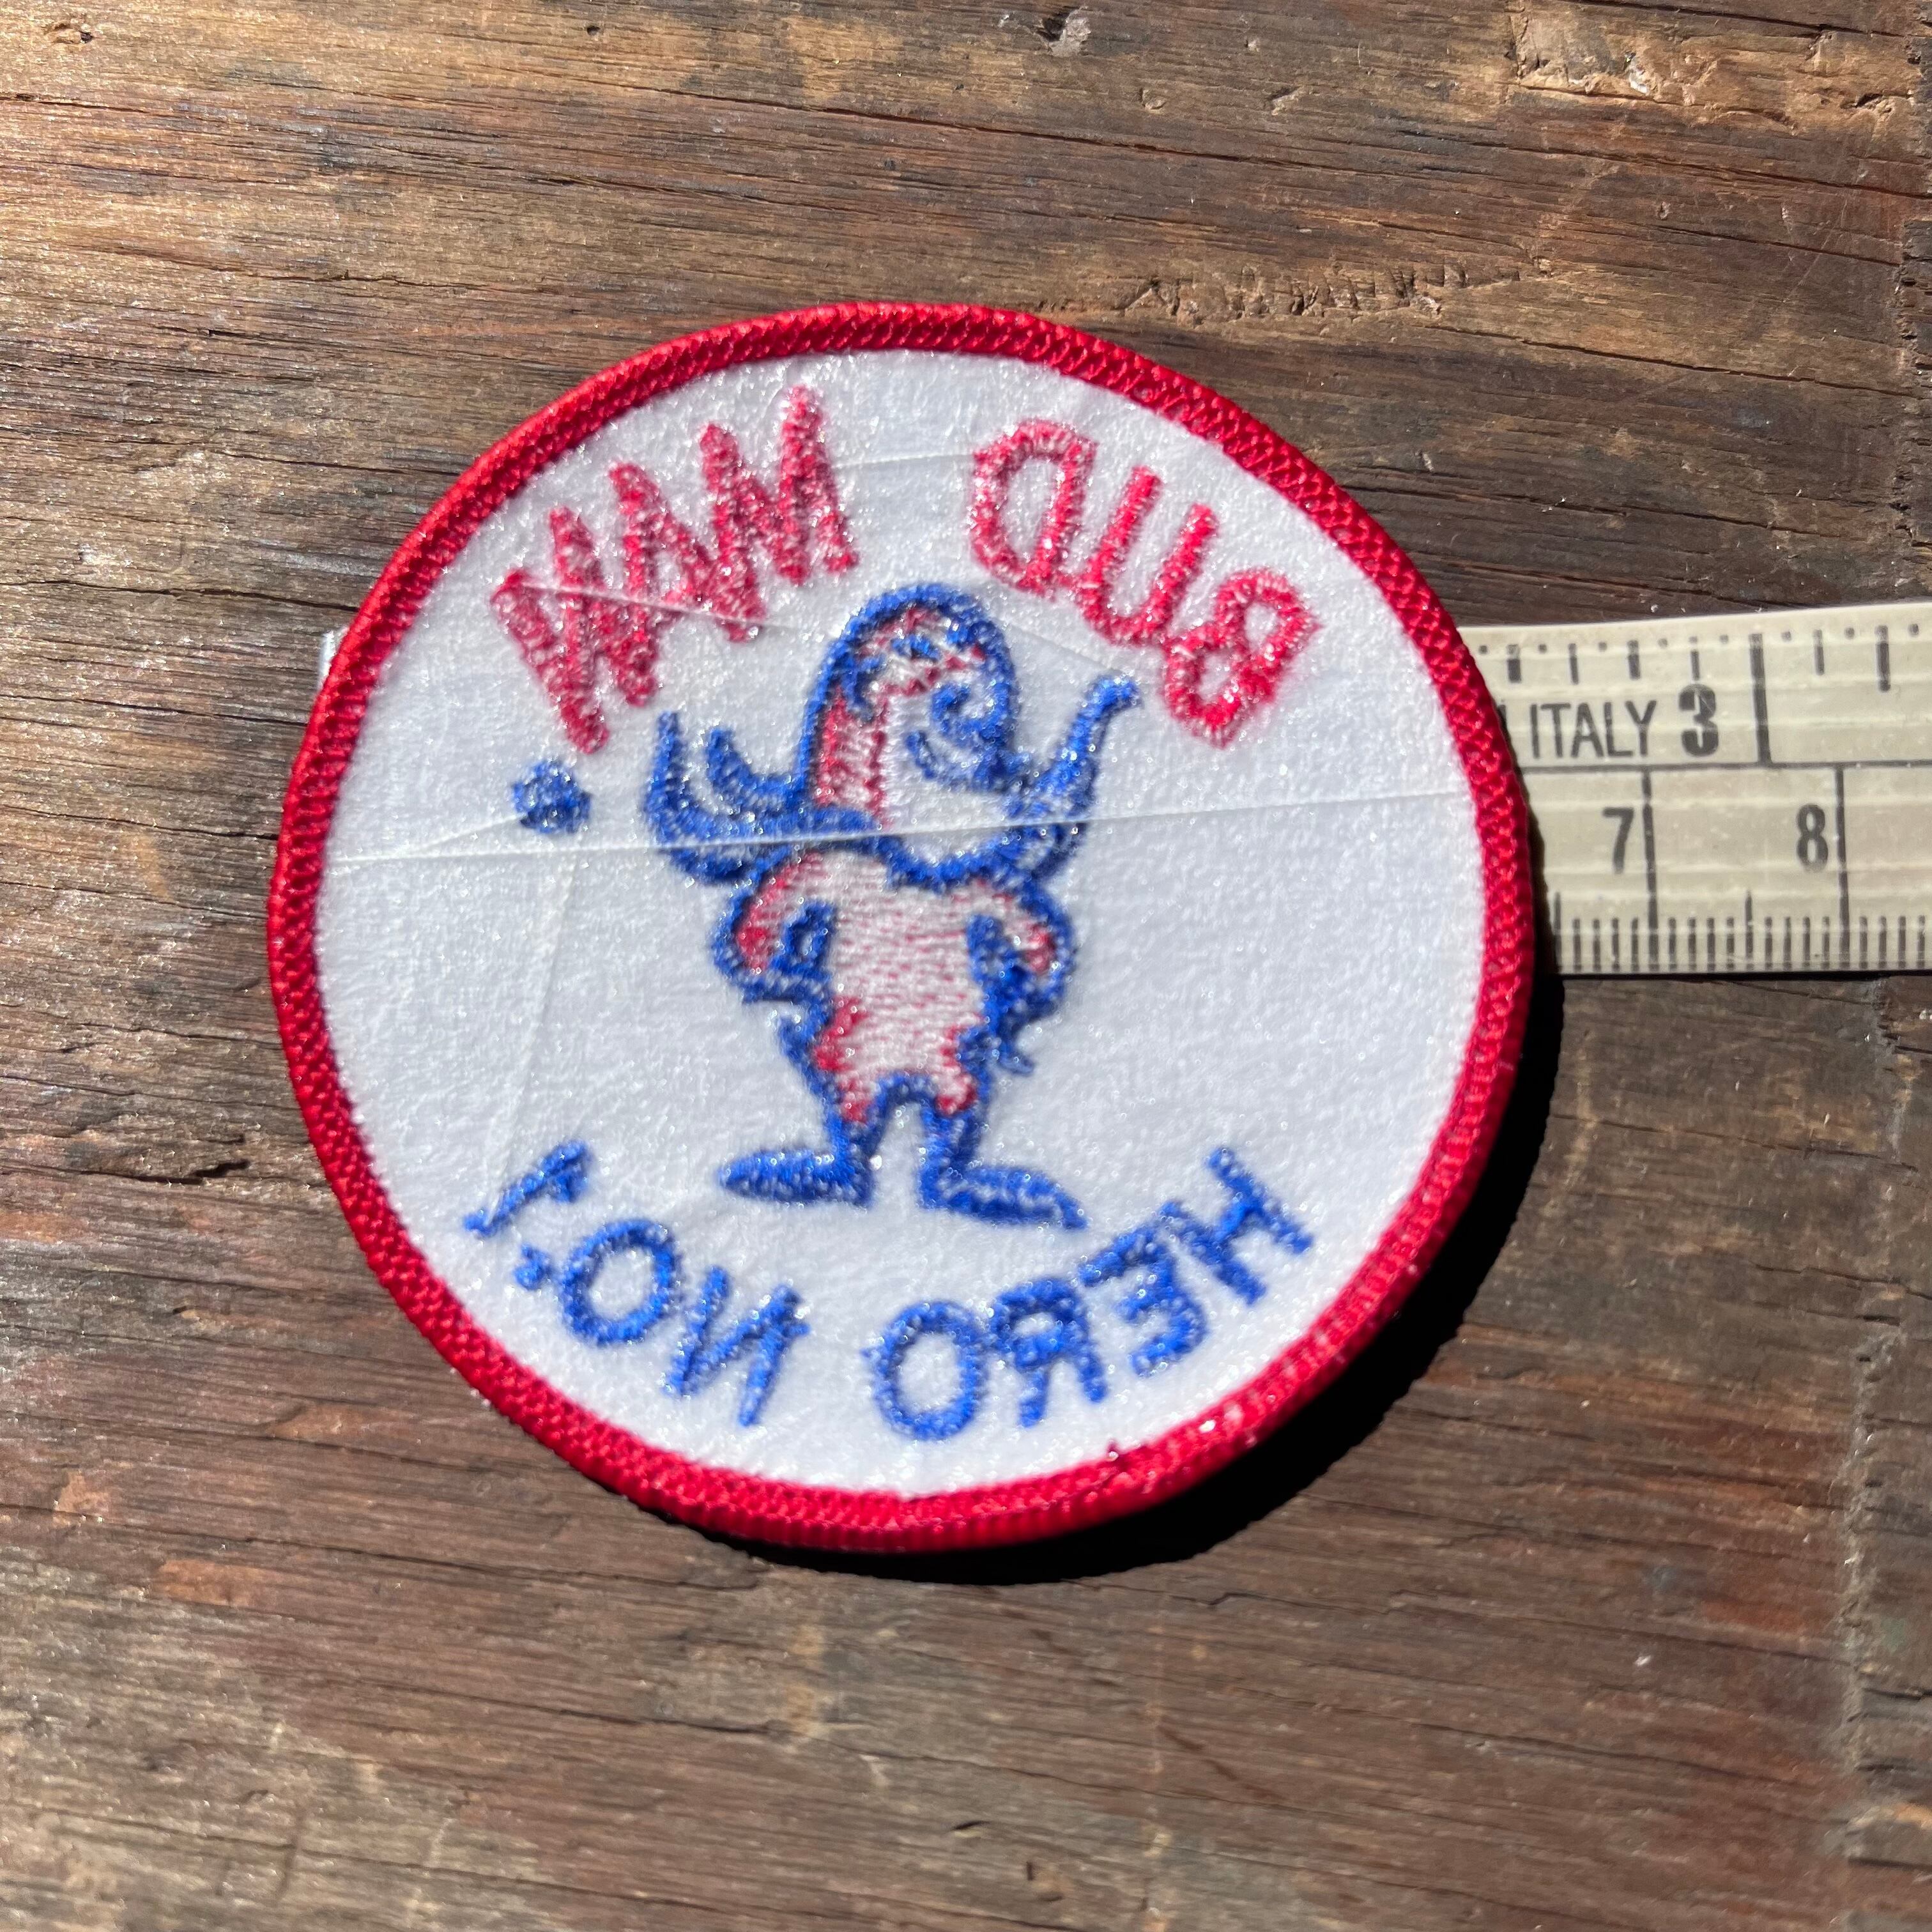 BUD MAN
HERO NO.1
ITALY 3
7 8